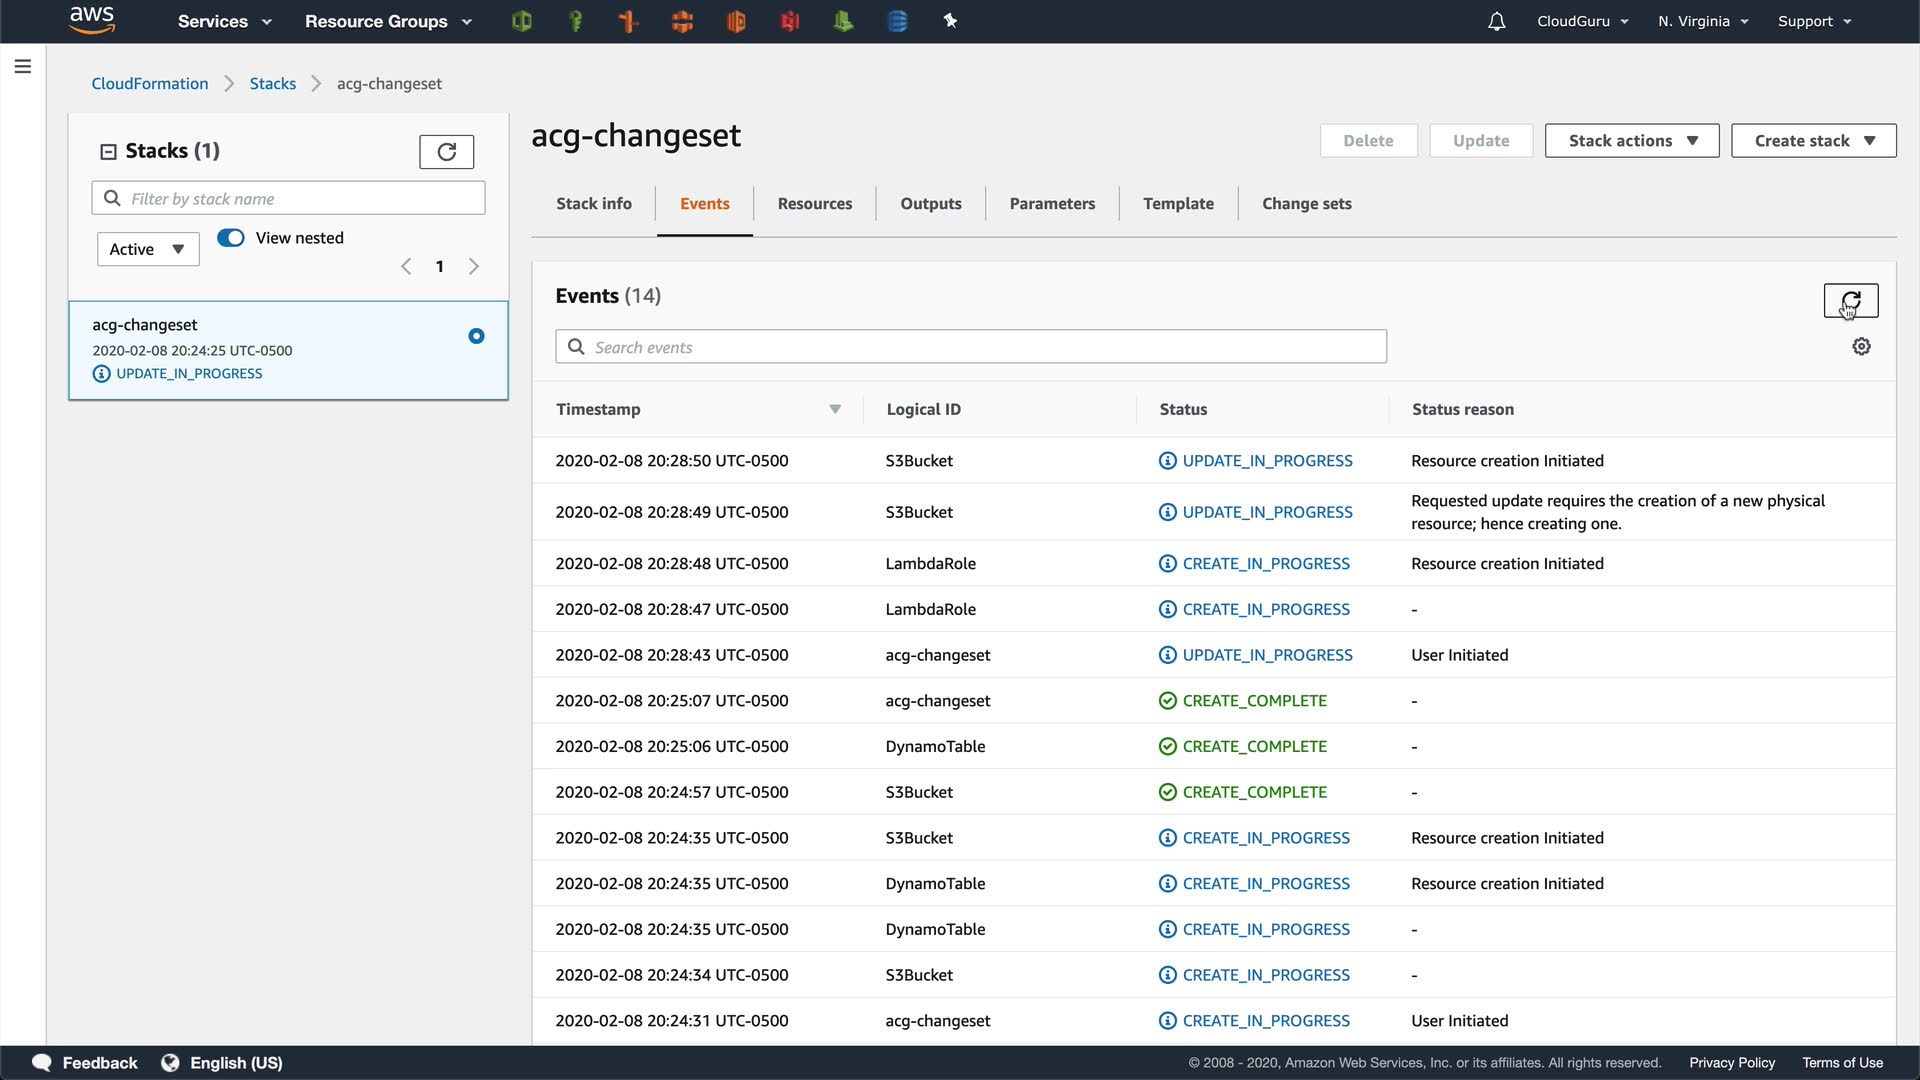 aws Services Resource Groups CloudGuru N. Virginia Support
CloudFormation Stacks acg-changeset
Stacks (1)
Filter by stack name
Active View nested
1
acg-changeset
2020-02-08 20:24:25 UTC-0500
UPDATE_IN_PROGRESS
acg-changeset
Delete Update Stack actions Create stack
Stack info Events Resources Outputs Parameters Template Change sets
Events (14)
Search events
Timestamp Logical ID Status Status reason
2020-02-08 20:28:50 UTC-0500 S3Bucket UPDATE_IN_PROGRESS Resource creation Initiated
2020-02-08 20:28:49 UTC-0500 S3Bucket UPDATE_IN_PROGRESS Requested update requires the creation of a new physical
resource; hence creating one.
2020-02-08 20:28:48 UTC-0500 LambdaRole CREATE_IN_PROGRESS Resource creation Initiated
2020-02-08 20:28:47 UTC-0500 LambdaRole CREATE_IN_PROGRESS -
2020-02-08 20:28:43 UTC-0500 acg-changeset UPDATE_IN_PROGRESS User Initiated
2020-02-08 20:25:07 UTC-0500 acg-changeset CREATE_COMPLETE -
2020-02-08 20:25:06 UTC-0500 DynamoTable CREATE_COMPLETE -
2020-02-08 20:24:57 UTC-0500 S3Bucket CREATE_COMPLETE -
2020-02-08 20:24:35 UTC-0500 S3Bucket CREATE_IN_PROGRESS Resource creation Initiated
2020-02-08 20:24:35 UTC-0500 DynamoTable CREATE_IN_PROGRESS Resource creation Initiated
2020-02-08 20:24:35 UTC-0500 DynamoTable CREATE_IN_PROGRESS -
2020-02-08 20:24:34 UTC-0500 S3Bucket CREATE_IN_PROGRESS -
2020-02-08 20:24:31 UTC-0500 acg-changeset CREATE_IN_PROGRESS User Initiated
Feedback English (US) © 2008 - 2020, Amazon Web Services, Inc. or its affiliates. All rights reserved. Privacy Policy Terms of Use